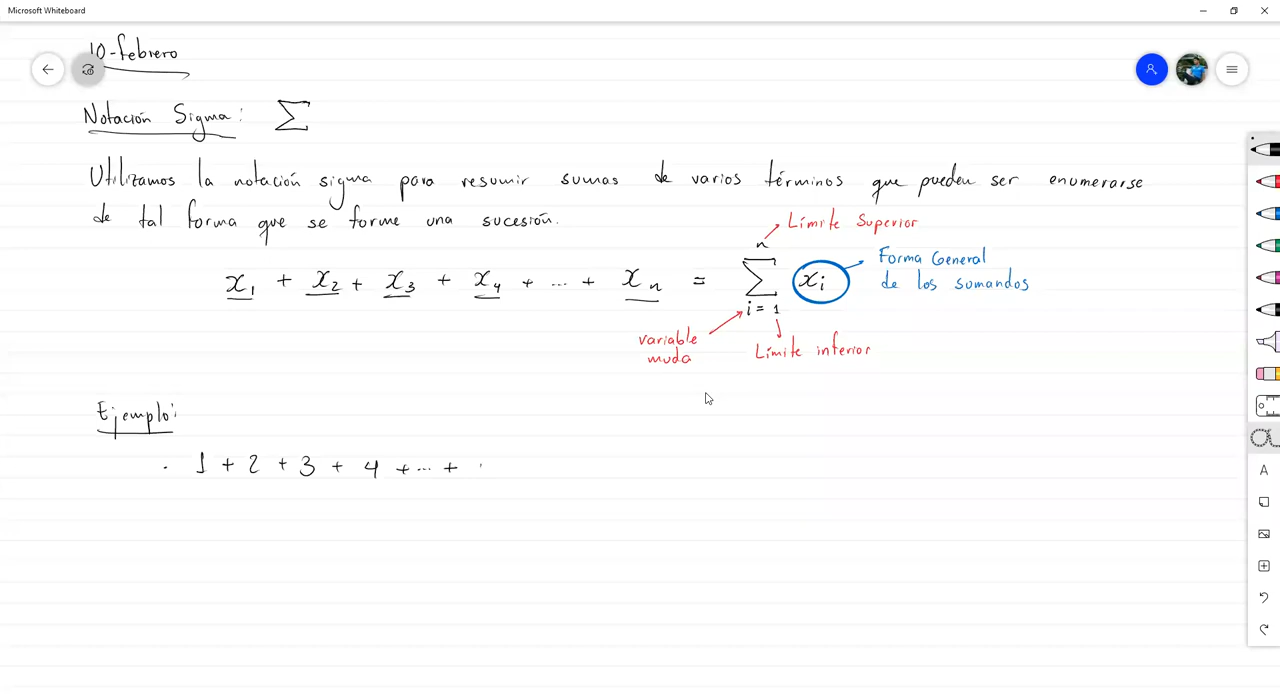 Microsoft Whiteboard
10-febrero
Notación Sigma: Σ
Utilizamos la notación sigma para resumir sumas de varios términos que pueden ser enumerarse
de tal forma que se forme una sucesión.
Límite Superior
n
x₁ + x₂ + x₃ + x₄ + ... + xₙ = Σ xᵢ
i = 1
Forma General
de los sumandos
variable
muda
Límite inferior
Ejemplo:
· 1 + 2 + 3 + 4 + ... +
A